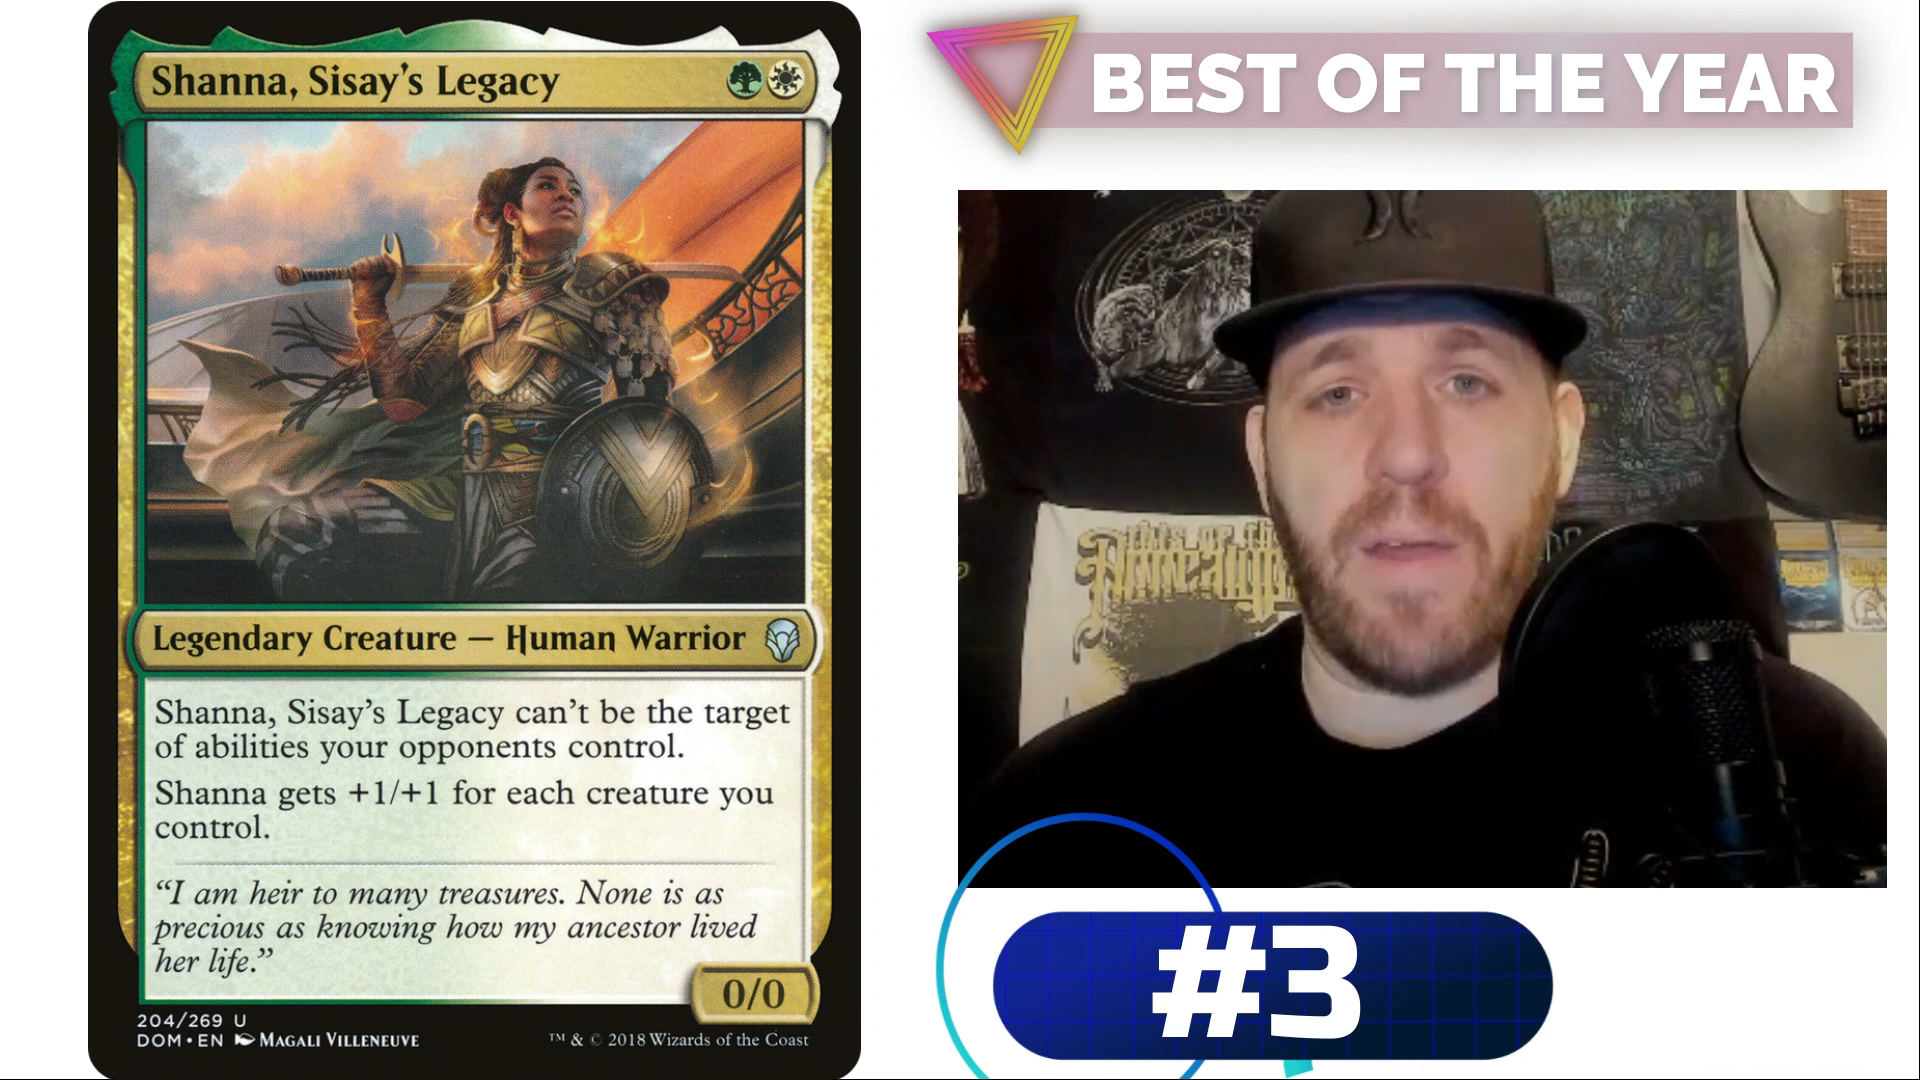 Shanna, Sisay's Legacy
Legendary Creature — Human Warrior
Shanna, Sisay's Legacy can't be the target
of abilities your opponents control.
Shanna gets +1/+1 for each creature you
control.
"I am heir to many treasures. None is as
precious as knowing how my ancestor lived
her life."
0/0
204/269 U
DOM • EN MAGALI VILLENEUVE
™ & © 2018 Wizards of the Coast
BEST OF THE YEAR
#3